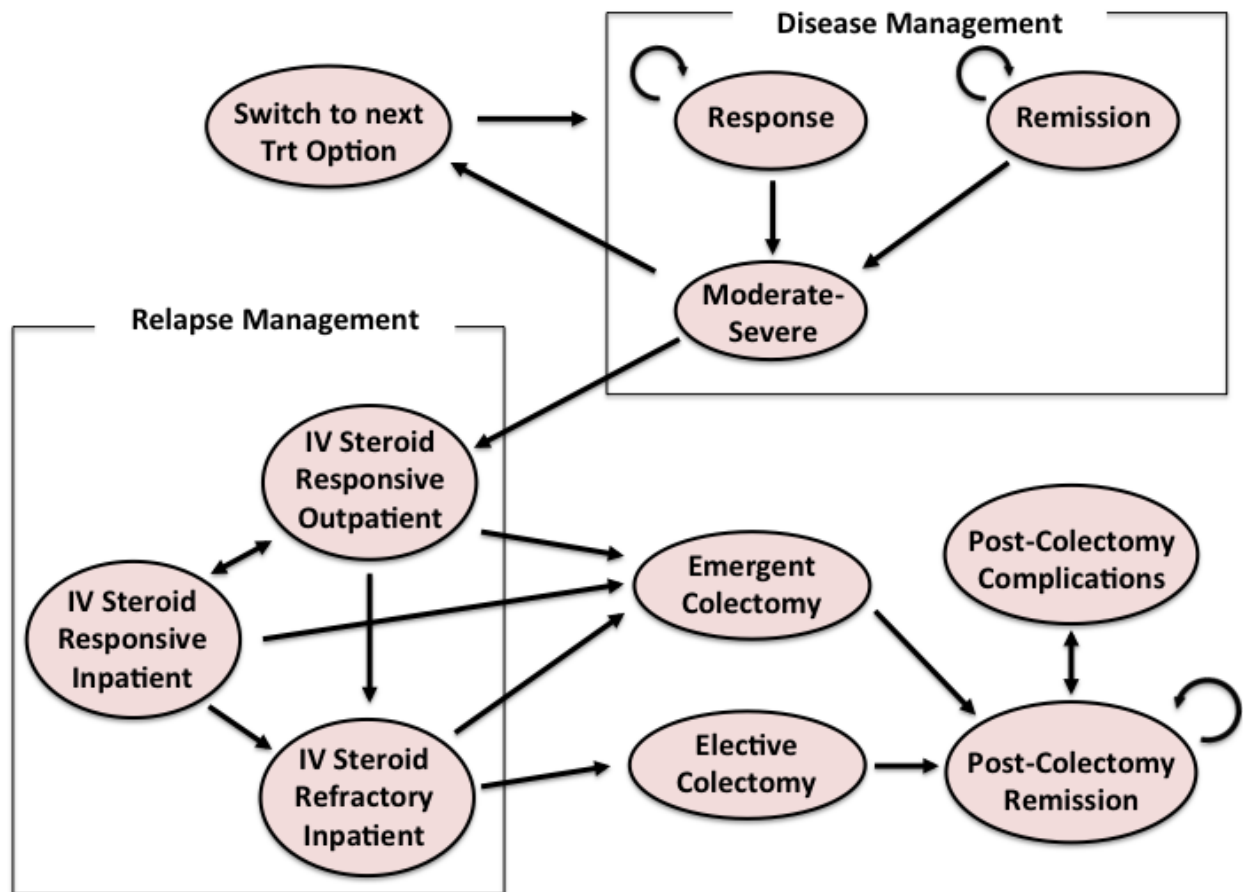 Disease Management
Switch to next
Trt Option
Response
Remission
Moderate-
Severe
Relapse Management
IV Steroid
Responsive
Outpatient
IV Steroid
Responsive
Inpatient
IV Steroid
Refractory
Inpatient
Emergent
Colectomy
Elective
Colectomy
Post-Colectomy
Complications
Post-Colectomy
Remission